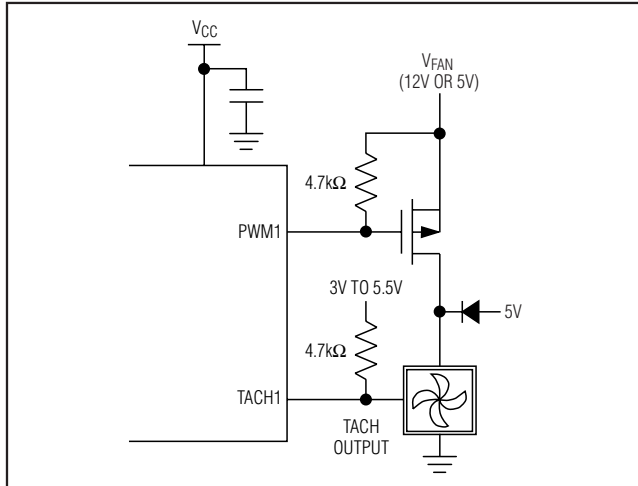 VCC
VFAN
(12V OR 5V)
4.7kΩ
PWM1
3V TO 5.5V
5V
4.7kΩ
TACH1
TACH
OUTPUT